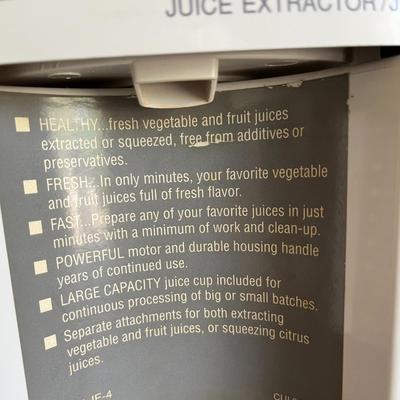 JUICE EXTRACTOR/J
HEALTHY...fresh vegetable and fruit juices
extracted or squeezed, free from additives or
preservatives.
FRESH...In only minutes, your favorite vegetable
and fruit juices full of fresh flavor.
FAST...Prepare any of your favorite juices in just
minutes with a minimum of work and clean-up.
POWERFUL motor and durable housing handle
years of continued use.
LARGE CAPACITY juice cup included for
continuous processing of big or small batches.
Separate attachments for both extracting
vegetable and fruit juices, or squeezing citrus
juices.
JE-4